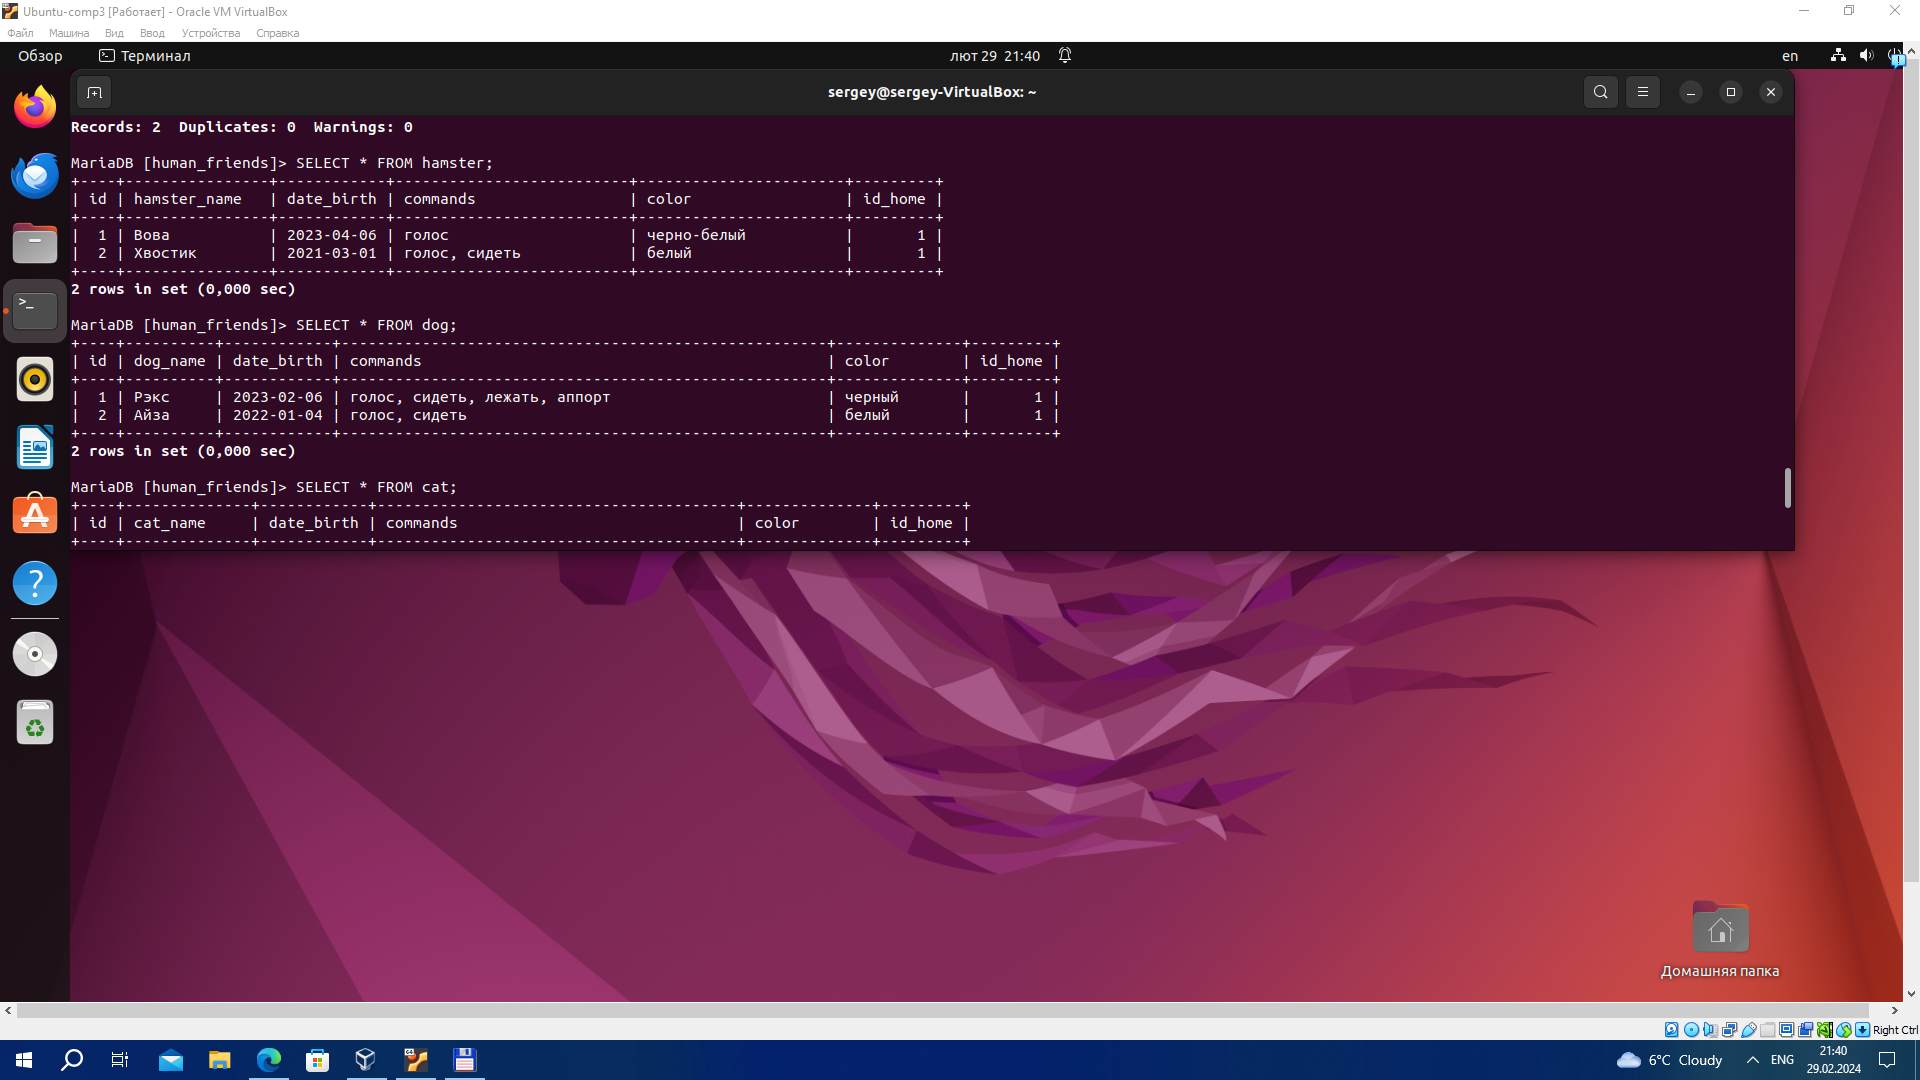 Ubuntu-comp3 [Работает] - Oracle VM VirtualBox
Файл Машина Вид Ввод Устройства Справка
Обзор Терминал лют 29 21:40 en
sergey@sergey-VirtualBox: ~
Records: 2  Duplicates: 0  Warnings: 0
MariaDB [human_friends]> SELECT * FROM hamster;
+----+----------------+------------+--------------------------+-----------------------+---------+
| id | hamster_name   | date_birth | commands                 | color                 | id_home |
+----+----------------+------------+--------------------------+-----------------------+---------+
|  1 | Вова           | 2023-04-06 | голос                    | черно-белый           |       1 |
|  2 | Хвостик        | 2021-03-01 | голос, сидеть            | белый                 |       1 |
+----+----------------+------------+--------------------------+-----------------------+---------+
2 rows in set (0,000 sec)
MariaDB [human_friends]> SELECT * FROM dog;
+----+----------+------------+------------------------------------------------------+--------------+---------+
| id | dog_name | date_birth | commands                                             | color        | id_home |
+----+----------+------------+------------------------------------------------------+--------------+---------+
|  1 | Рэкс     | 2023-02-06 | голос, сидеть, лежать, аппорт                        | черный       |       1 |
|  2 | Айза     | 2022-01-04 | голос, сидеть                                        | белый        |       1 |
+----+----------+------------+------------------------------------------------------+--------------+---------+
2 rows in set (0,000 sec)
MariaDB [human_friends]> SELECT * FROM cat;
+----+--------------+------------+----------------------------------------+--------------+---------+
| id | cat_name     | date_birth | commands                               | color        | id_home |
+----+--------------+------------+----------------------------------------+--------------+---------+
Домашняя папка
Right Ctrl
6°C Cloudy ENG 21:40
29.02.2024